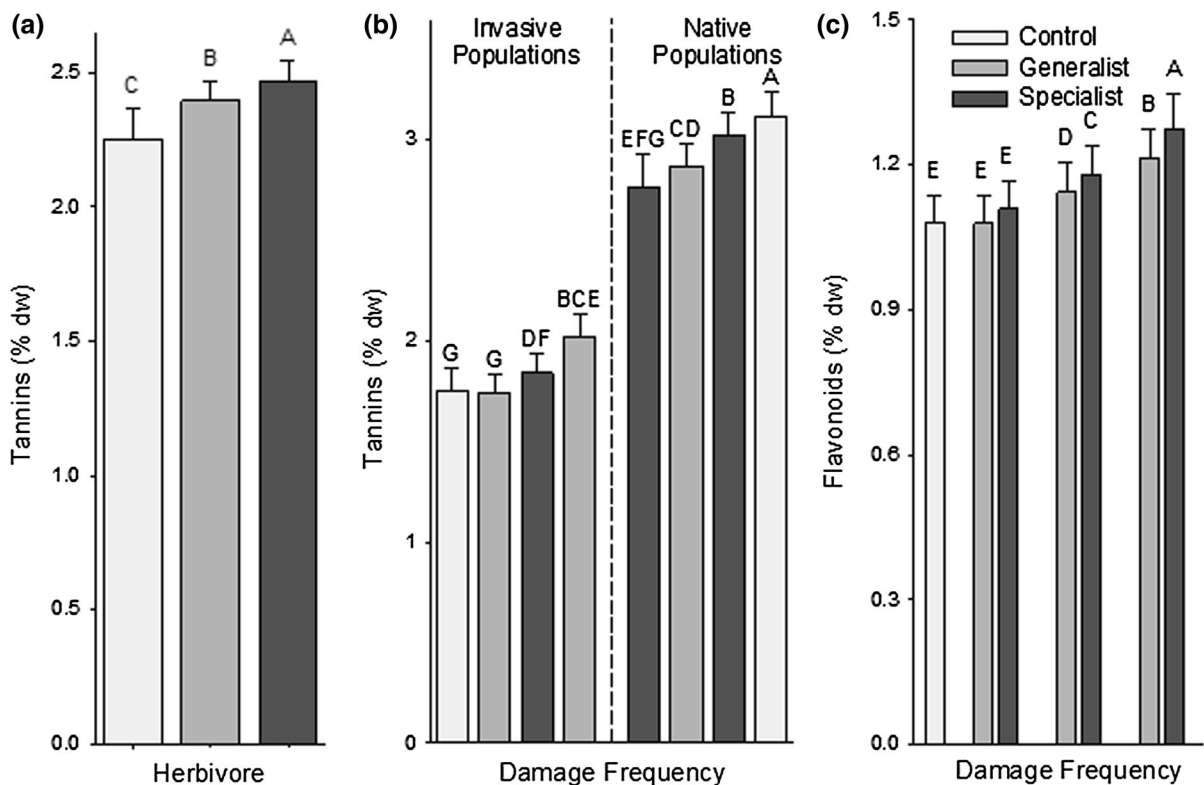 (a)
Tannins (% dw)
2.5
2.0
1.5
1.0
0.5
0.0
C
B
A
Herbivore
(b)
Invasive
Populations
Native
Populations
Tannins (% dw)
3
2
1
0
G
G
DF
BCE
EFG
CD
B
A
Damage Frequency
(c)
Control
Generalist
Specialist
Flavonoids (% dw)
1.5
1.2
0.9
0.6
0.3
0.0
E
E
E
D
C
B
A
Damage Frequency